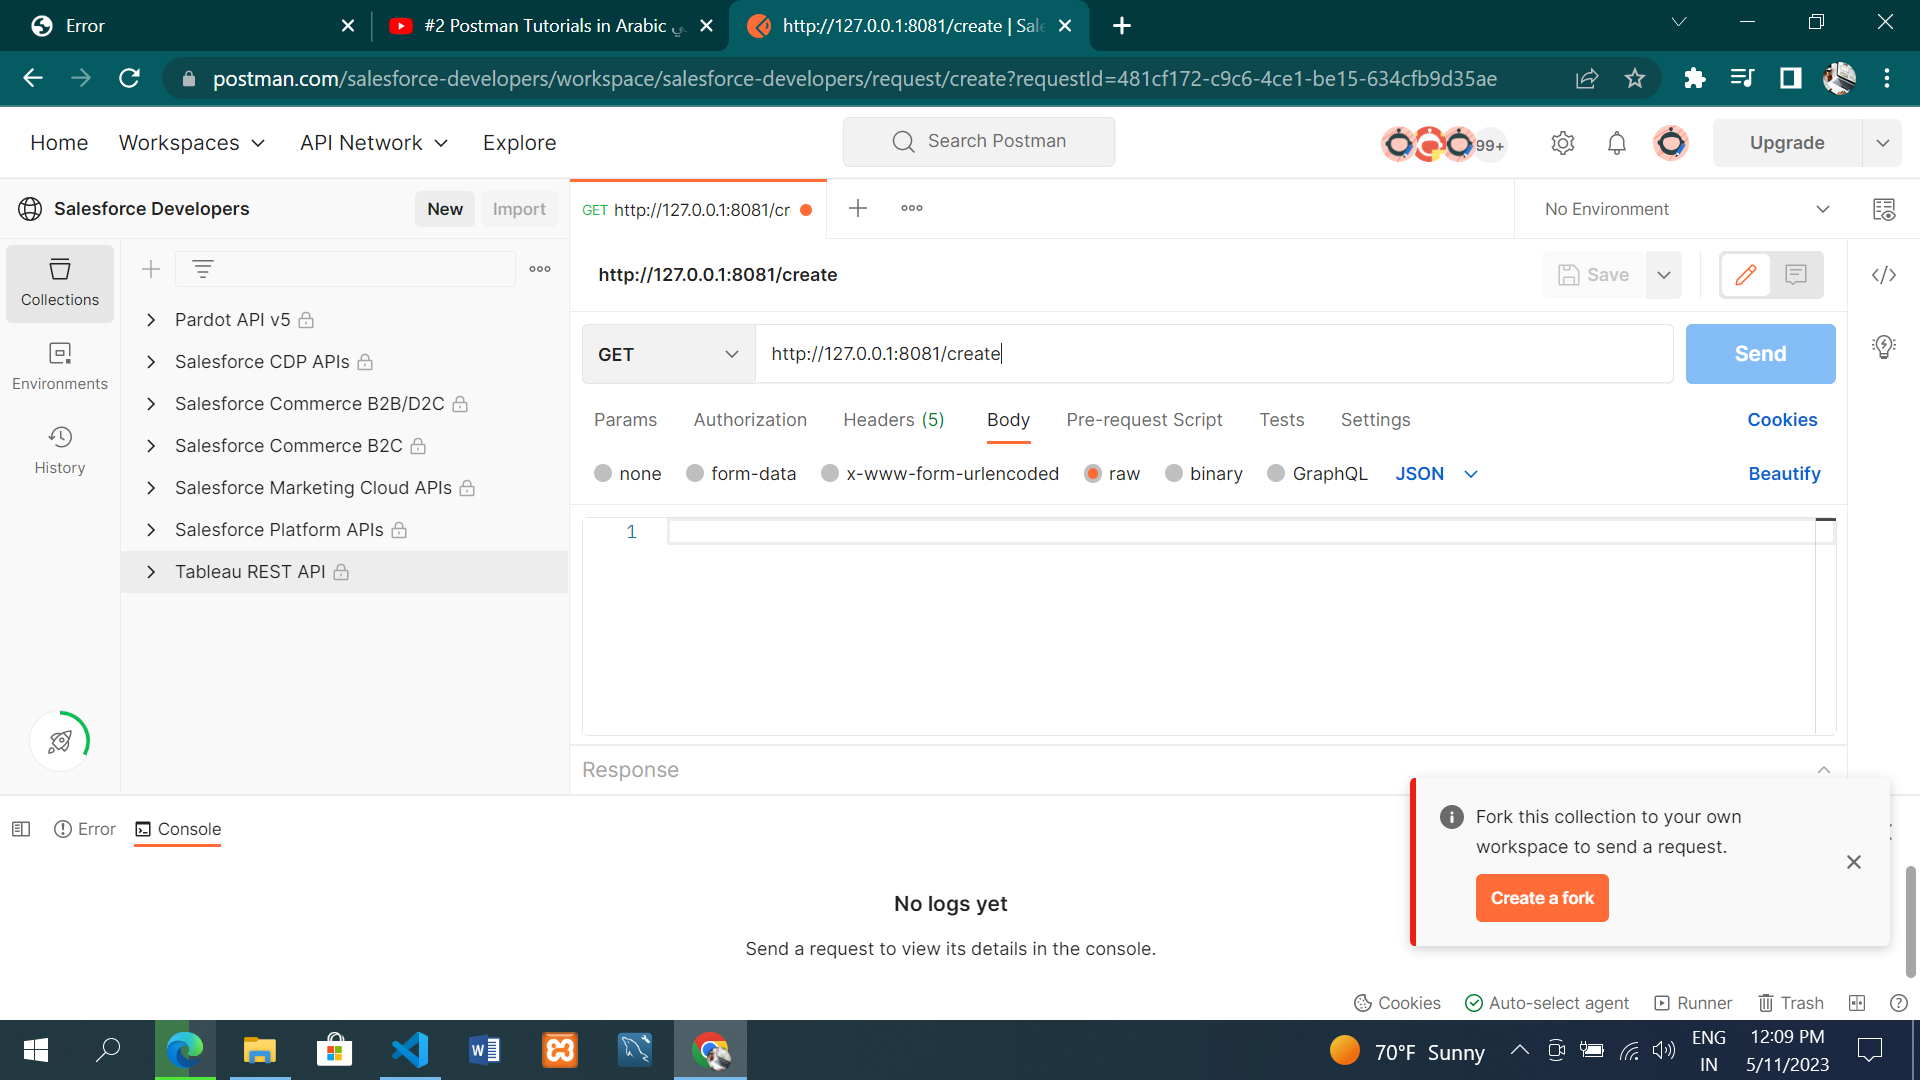 Error
#2 Postman Tutorials in Arabic
http://127.0.0.1:8081/create | Sale
postman.com/salesforce-developers/workspace/salesforce-developers/request/create?requestId=481cf172-c9c6-4ce1-be15-634cfb9d35ae
Home
Workspaces
API Network
Explore
Search Postman
99+
Upgrade
Salesforce Developers
New
Import
GET http://127.0.0.1:8081/cr
No Environment
Collections
Environments
History
Pardot API v5
Salesforce CDP APIs
Salesforce Commerce B2B/D2C
Salesforce Commerce B2C
Salesforce Marketing Cloud APIs
Salesforce Platform APIs
Tableau REST API
http://127.0.0.1:8081/create
Save
GET
http://127.0.0.1:8081/create
Send
Params
Authorization
Headers (5)
Body
Pre-request Script
Tests
Settings
Cookies
none
form-data
x-www-form-urlencoded
raw
binary
GraphQL
JSON
Beautify
1
Response
Error
Console
No logs yet
Send a request to view its details in the console.
Fork this collection to your own
workspace to send a request.
Create a fork
Cookies
Auto-select agent
Runner
Trash
70°F Sunny
ENG
IN
12:09 PM
5/11/2023